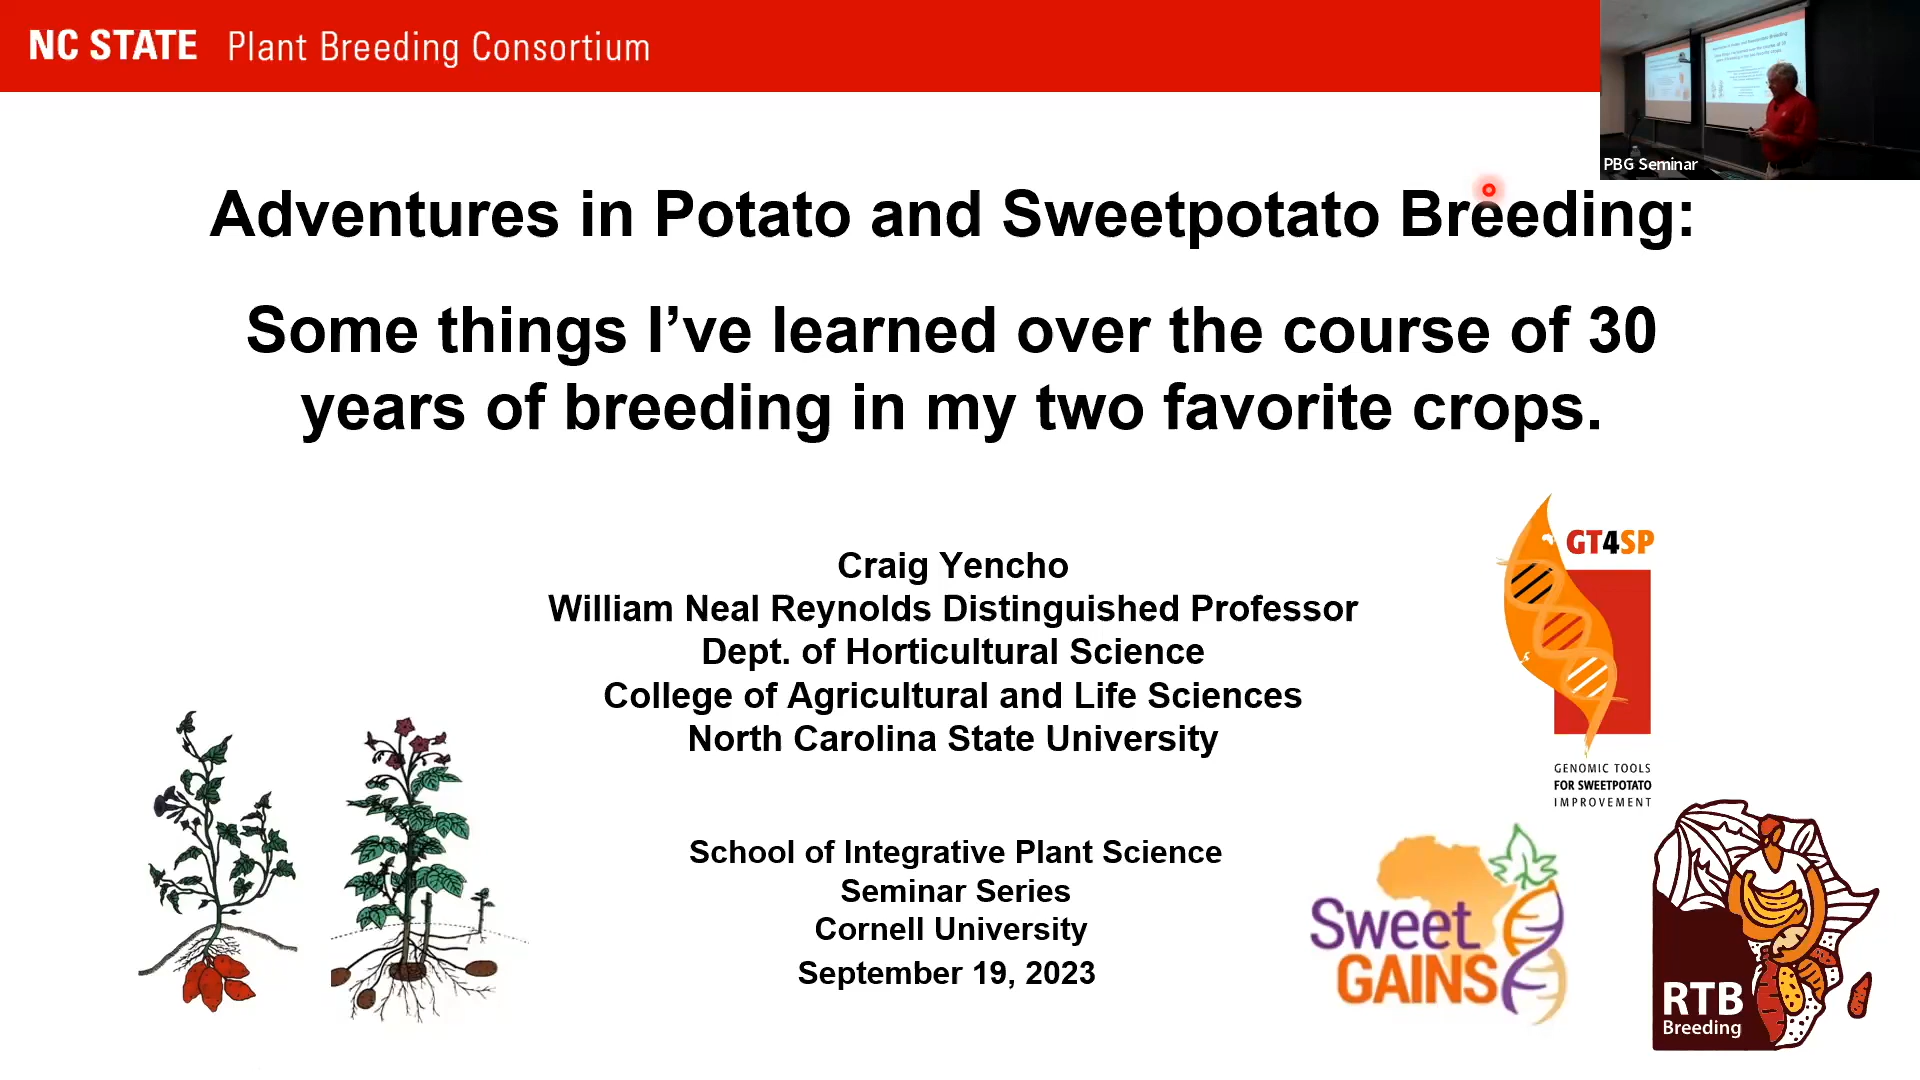 NC STATE Plant Breeding Consortium
PBG Seminar
Adventures in Potato and Sweetpotato Breeding:
Some things I’ve learned over the course of 30
years of breeding in my two favorite crops.
Craig Yencho
William Neal Reynolds Distinguished Professor
Dept. of Horticultural Science
College of Agricultural and Life Sciences
North Carolina State University
School of Integrative Plant Science
Seminar Series
Cornell University
September 19, 2023
GT4SP
GENOMIC TOOLS
FOR SWEETPOTATO
IMPROVEMENT
Sweet
GAINS
RTB
Breeding